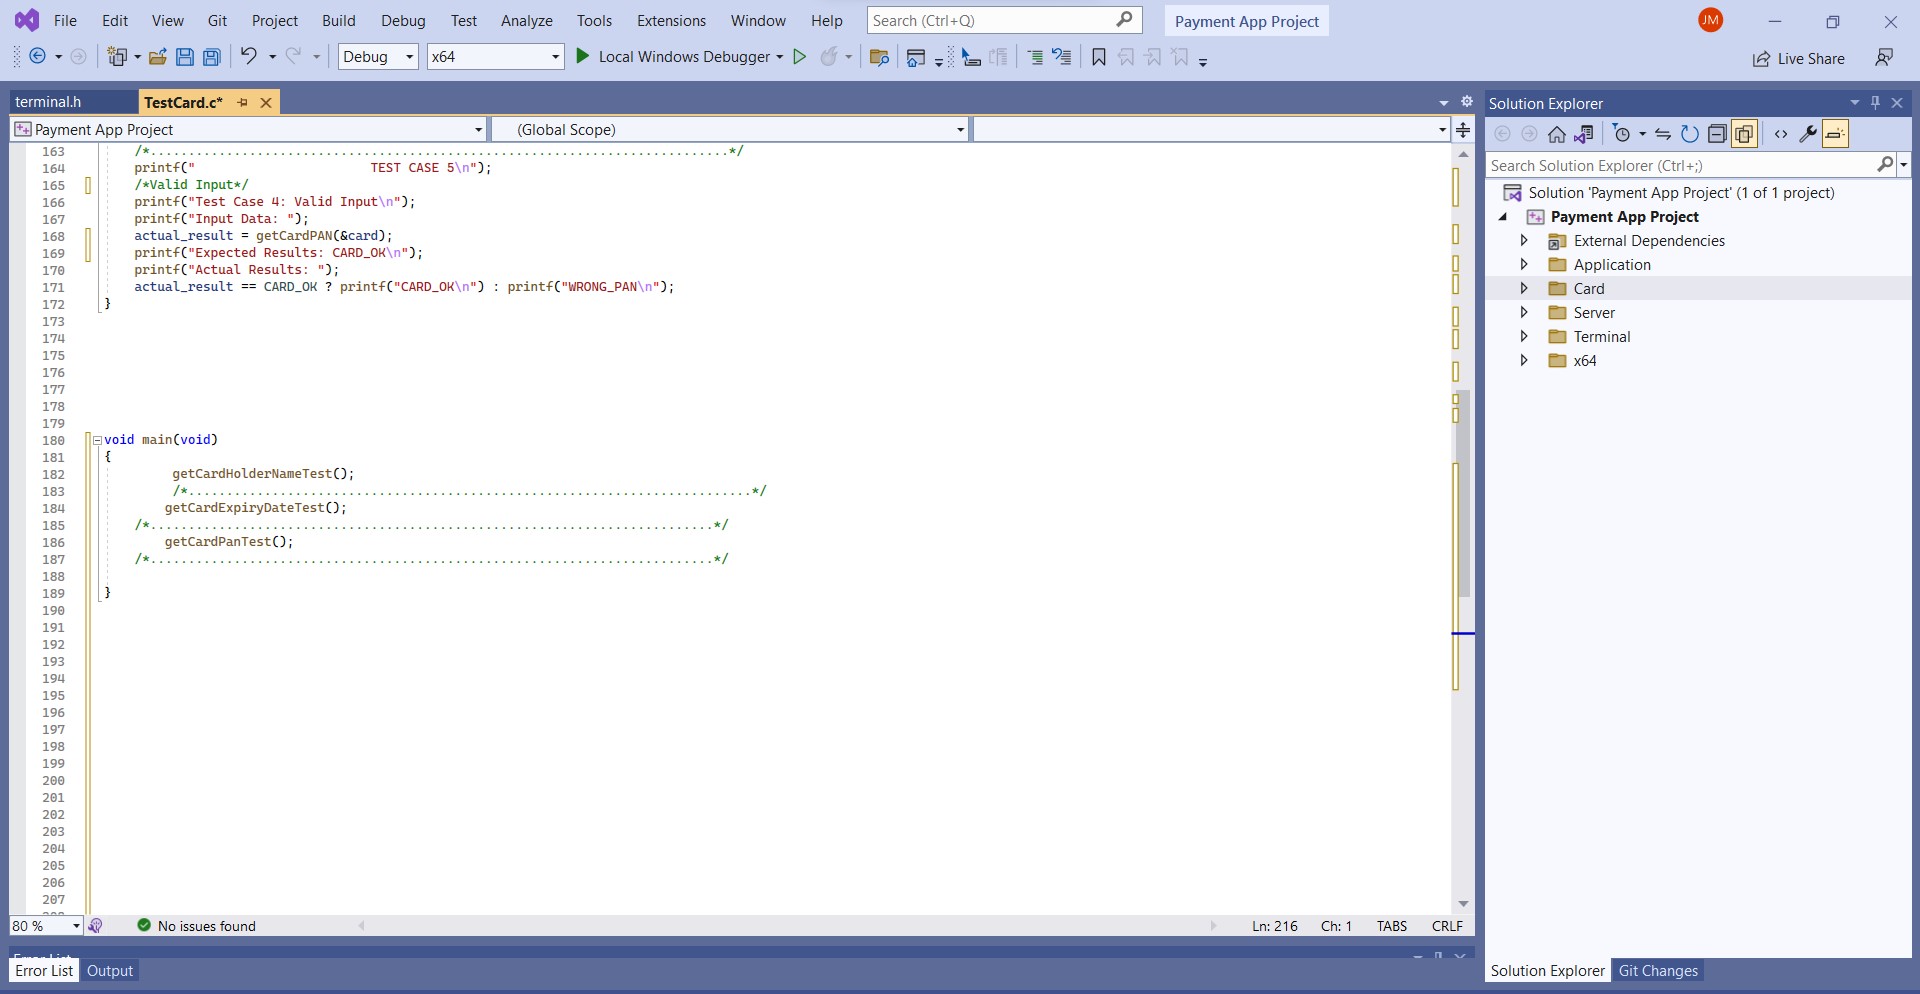 File Edit View Git Project Build Debug Test Analyze Tools Extensions Window Help Search (Ctrl+Q) Payment App Project JM
Debug x64 Local Windows Debugger Live Share
terminal.h TestCard.c*
Payment App Project (Global Scope)
163 /*............................................................................*/
164 printf(" TEST CASE 5\n");
165 /*Valid Input*/
166 printf("Test Case 4: Valid Input\n");
167 printf("Input Data: ");
168 actual_result = getCardPAN(&card);
169 printf("Expected Results: CARD_OK\n");
170 printf("Actual Results: ");
171 actual_result == CARD_OK ? printf("CARD_OK\n") : printf("WRONG_PAN\n");
172 }
173
174
175
176
177
178
179
180 void main(void)
181 {
182 getCardHolderNameTest();
183 /*..........................................................................*/
184 getCardExpiryDateTest();
185 /*..........................................................................*/
186 getCardPanTest();
187 /*..........................................................................*/
188
189 }
190
191
192
193
194
195
196
197
198
199
200
201
202
203
204
205
206
207
80 % No issues found Ln: 216 Ch: 1 TABS CRLF
Error List
Error List Output
Solution Explorer
Search Solution Explorer (Ctrl+;)
Solution 'Payment App Project' (1 of 1 project)
Payment App Project
External Dependencies
Application
Card
Server
Terminal
x64
Solution Explorer Git Changes